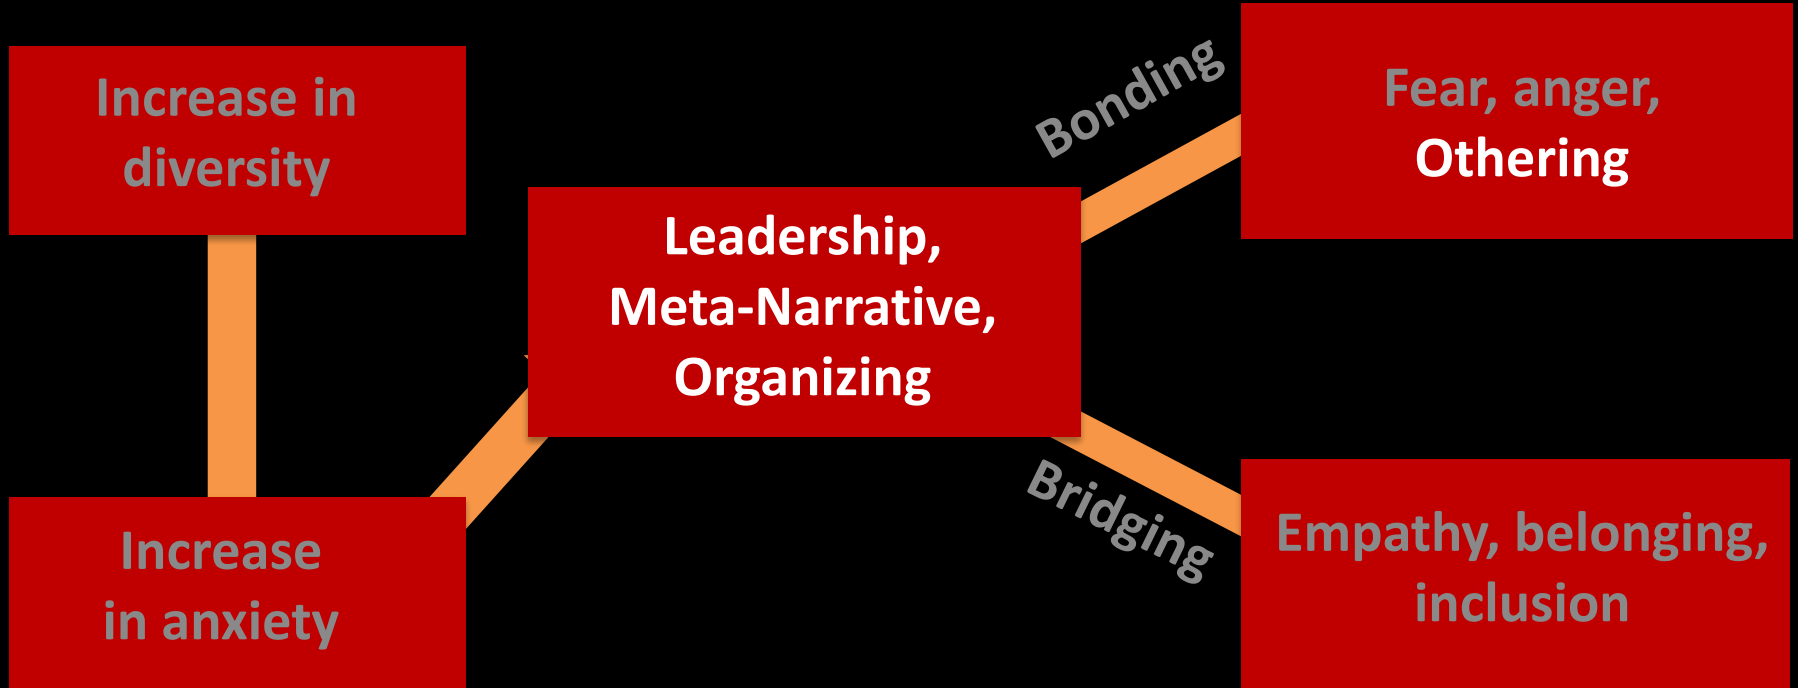 Increase in
diversity
Increase
in anxiety
Leadership,
Meta-Narrative,
Organizing
Bonding
Fear, anger,
Othering
Bridging
Empathy, belonging,
inclusion